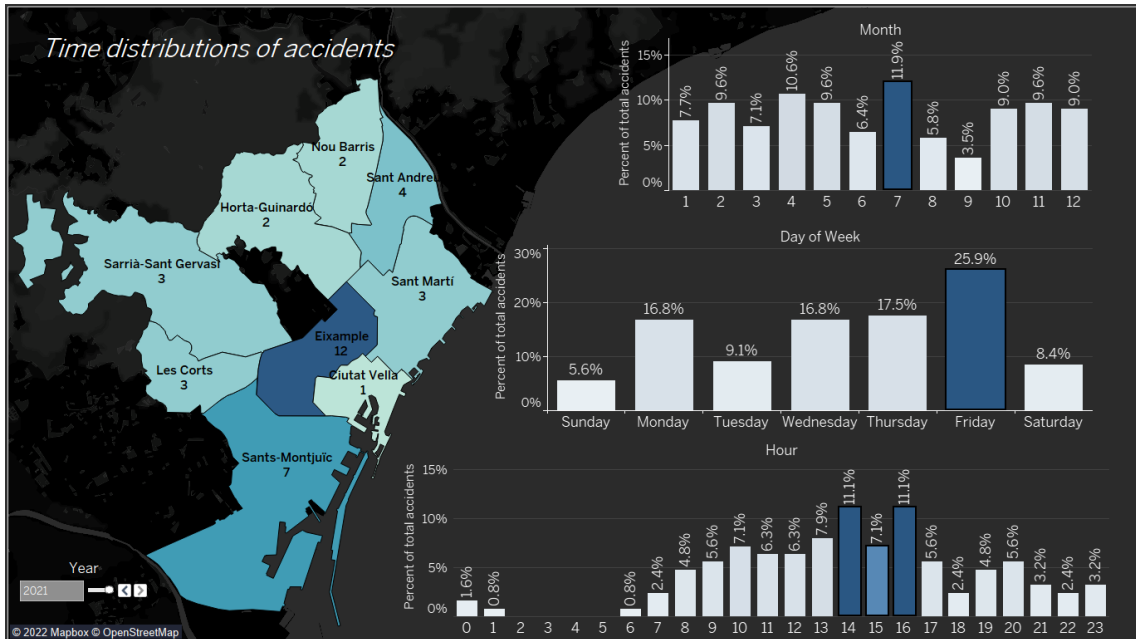 Time distributions of accidents
Nou Barris
2
Sant Andreu
4
Horta-Guinardó
2
Sarrià-Sant Gervasi
3
Sant Martí
3
Eixample
12
Les Corts
3
Ciutat Vella
1
Sants-Montjuïc
7
Year
2021
© 2022 Mapbox © OpenStreetMap
Month
Percent of total accidents
15%
10%
5%
0%
7.7%
9.6%
7.1%
10.6%
9.6%
6.4%
11.9%
5.8%
3.5%
9.0%
9.6%
9.0%
1 2 3 4 5 6 7 8 9 10 11 12
Day of Week
Percent of total accidents
30%
20%
10%
0%
5.6%
16.8%
9.1%
16.8%
17.5%
25.9%
8.4%
Sunday Monday Tuesday Wednesday Thursday Friday Saturday
Hour
Percent of total accidents
15%
10%
5%
0%
1.6%
0.8%
0.8%
2.4%
4.8%
5.6%
7.1%
6.3%
6.3%
7.9%
11.1%
7.1%
11.1%
5.6%
2.4%
4.8%
5.6%
3.2%
2.4%
3.2%
0 1 2 3 4 5 6 7 8 9 10 11 12 13 14 15 16 17 18 19 20 21 22 23